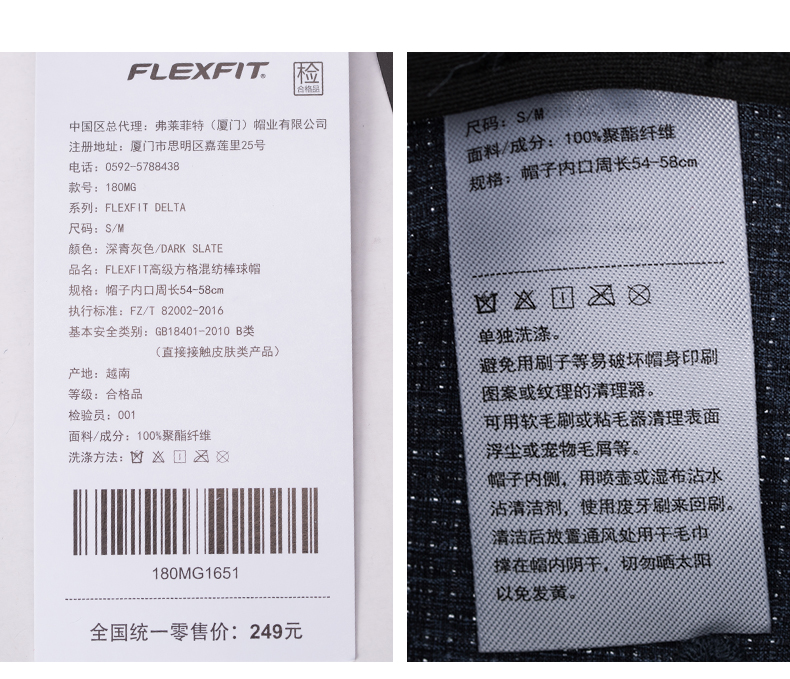 FLEXFIT®
检
合格品
中国区总代理：弗莱菲特（厦门）帽业有限公司
注册地址：厦门市思明区嘉莲里25号
电话：0592-5788438
款号：180MG
系列：FLEXFIT DELTA
尺码：S/M
颜色：深青灰色/DARK SLATE
品名：FLEXFIT高级方格混纺棒球帽
规格：帽子内口周长54-58cm
执行标准：FZ/T 82002-2016
基本安全类别：GB18401-2010 B类
（直接接触皮肤类产品）
产地：越南
等级：合格品
检验员：001
面料/成分：100%聚酯纤维
洗涤方法：
180MG1651
全国统一零售价：249元
尺码：S/M
面料/成分：100%聚酯纤维
规格：帽子内口周长54-58cm
单独洗涤。
避免用刷子等易破坏帽身印刷
图案或纹理的清理器。
可用软毛刷或粘毛器清理表面
浮尘或宠物毛屑等。
帽子内侧，用喷壶或湿布沾水
沾清洁剂，使用废牙刷来回刷。
清洁后放置通风处用干毛巾
撑在帽内阴干，切勿晒太阳
以免发黄。